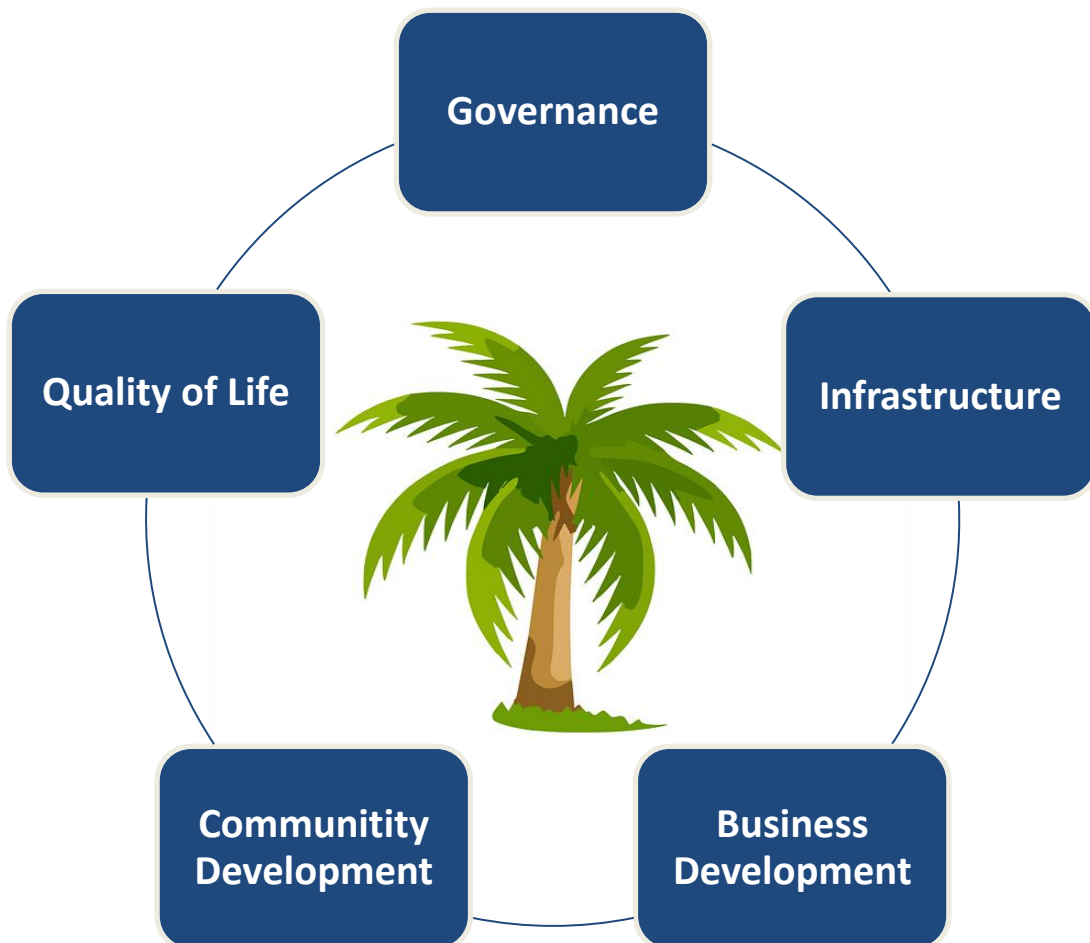 Governance
Quality of Life
Infrastructure
Communitity
Development
Business
Development